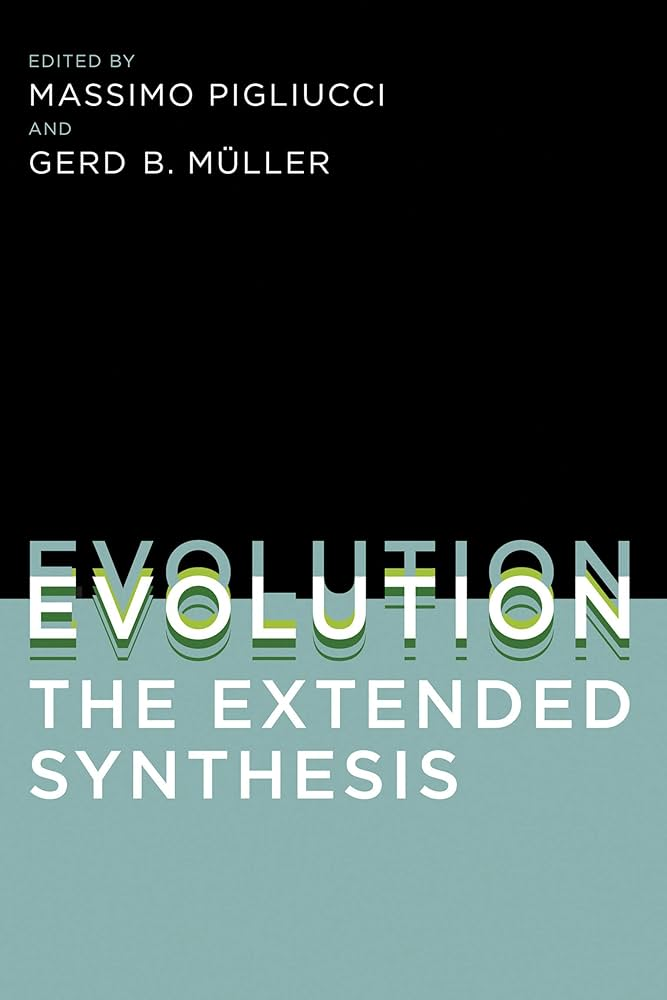 EDITED BY
MASSIMO PIGLIUCCI
AND
GERD B. MÜLLER
EVOLUTION
THE EXTENDED
SYNTHESIS